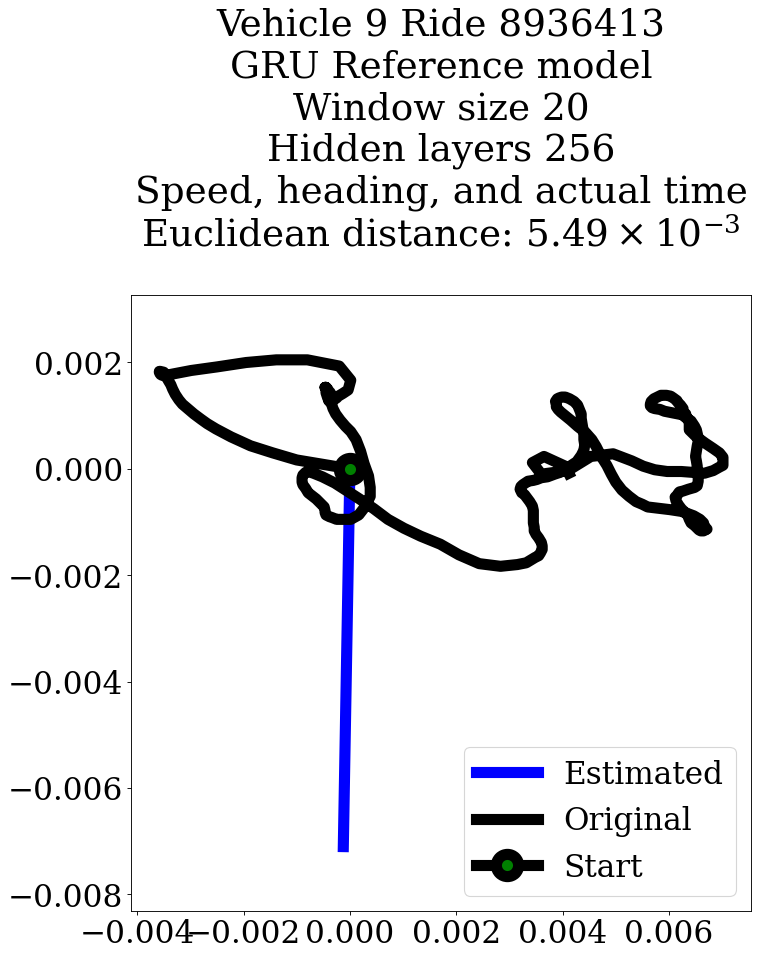 Vehicle 9 Ride 8936413
GRU Reference model
Window size 20
Hidden layers 256
Speed, heading, and actual time
Euclidean distance: 5.49 × 10⁻³
0.002
0.000
−0.002
−0.004
−0.006
−0.008
Estimated
Original
Start
−0.004 −0.002 0.000 0.002 0.004 0.006